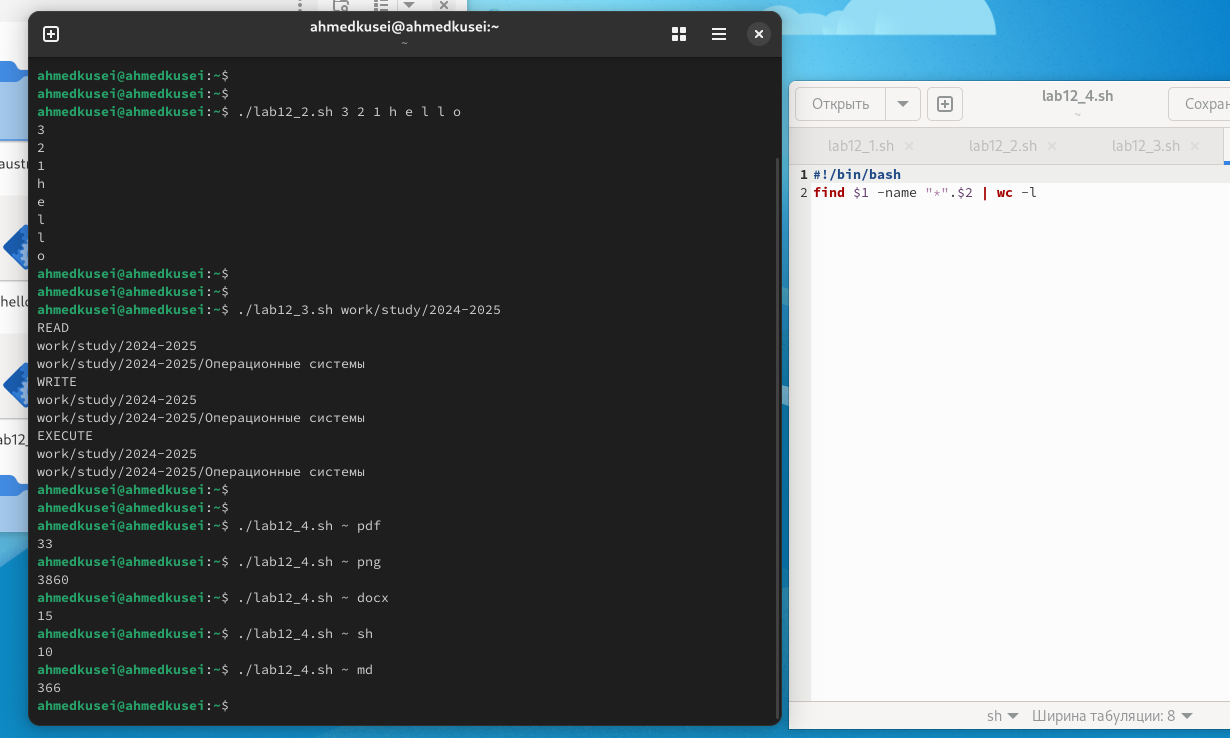 ahmedkusei@ahmedkusei:~
~
ahmedkusei@ahmedkusei:~$
ahmedkusei@ahmedkusei:~$
ahmedkusei@ahmedkusei:~$ ./lab12_2.sh 3 2 1 h e l l o
3
2
1
h
e
l
l
o
ahmedkusei@ahmedkusei:~$
ahmedkusei@ahmedkusei:~$
ahmedkusei@ahmedkusei:~$ ./lab12_3.sh work/study/2024-2025
READ
work/study/2024-2025
work/study/2024-2025/Операционные системы
WRITE
work/study/2024-2025
work/study/2024-2025/Операционные системы
EXECUTE
work/study/2024-2025
work/study/2024-2025/Операционные системы
ahmedkusei@ahmedkusei:~$
ahmedkusei@ahmedkusei:~$
ahmedkusei@ahmedkusei:~$ ./lab12_4.sh ~ pdf
33
ahmedkusei@ahmedkusei:~$ ./lab12_4.sh ~ png
3860
ahmedkusei@ahmedkusei:~$ ./lab12_4.sh ~ docx
15
ahmedkusei@ahmedkusei:~$ ./lab12_4.sh ~ sh
10
ahmedkusei@ahmedkusei:~$ ./lab12_4.sh ~ md
366
ahmedkusei@ahmedkusei:~$
Открыть
lab12_4.sh
~
lab12_1.sh
lab12_2.sh
lab12_3.sh
1 #!/bin/bash
2 find $1 -name "*".$2 | wc -l
sh
Ширина табуляции: 8